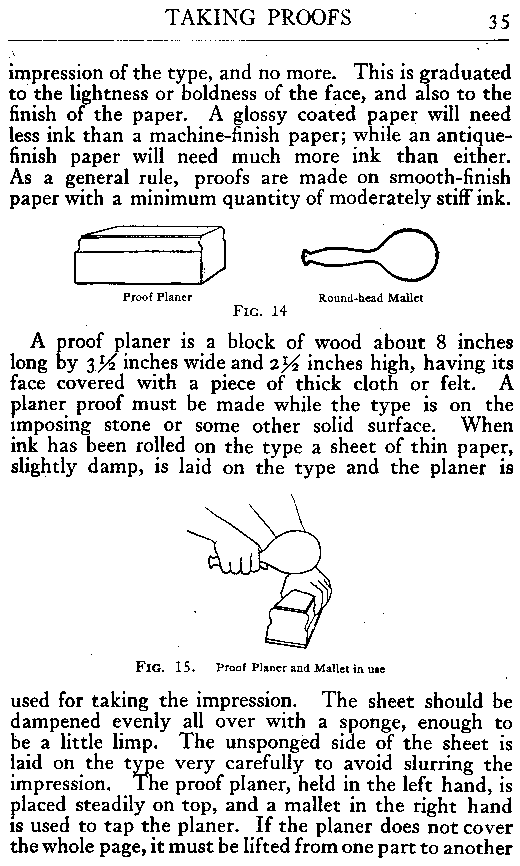 TAKING PROOFS 35
impression of the type, and no more. This is graduated
to the lightness or boldness of the face, and also to the
finish of the paper. A glossy coated paper will need
less ink than a machine-finish paper; while an antique-
finish paper will need much more ink than either.
As a general rule, proofs are made on smooth-finish
paper with a minimum quantity of moderately stiff ink.
Proof Planer Round-head Mallet
FIG. 14
A proof planer is a block of wood about 8 inches
long by 3½ inches wide and 2½ inches high, having its
face covered with a piece of thick cloth or felt. A
planer proof must be made while the type is on the
imposing stone or some other solid surface. When
ink has been rolled on the type a sheet of thin paper,
slightly damp, is laid on the type and the planer is
FIG. 15. Proof Planer and Mallet in use
used for taking the impression. The sheet should be
dampened evenly all over with a sponge, enough to
be a little limp. The unsponged side of the sheet is
laid on the type very carefully to avoid slurring the
impression. The proof planer, held in the left hand, is
placed steadily on top, and a mallet in the right hand
is used to tap the planer. If the planer does not cover
the whole page, it must be lifted from one part to another